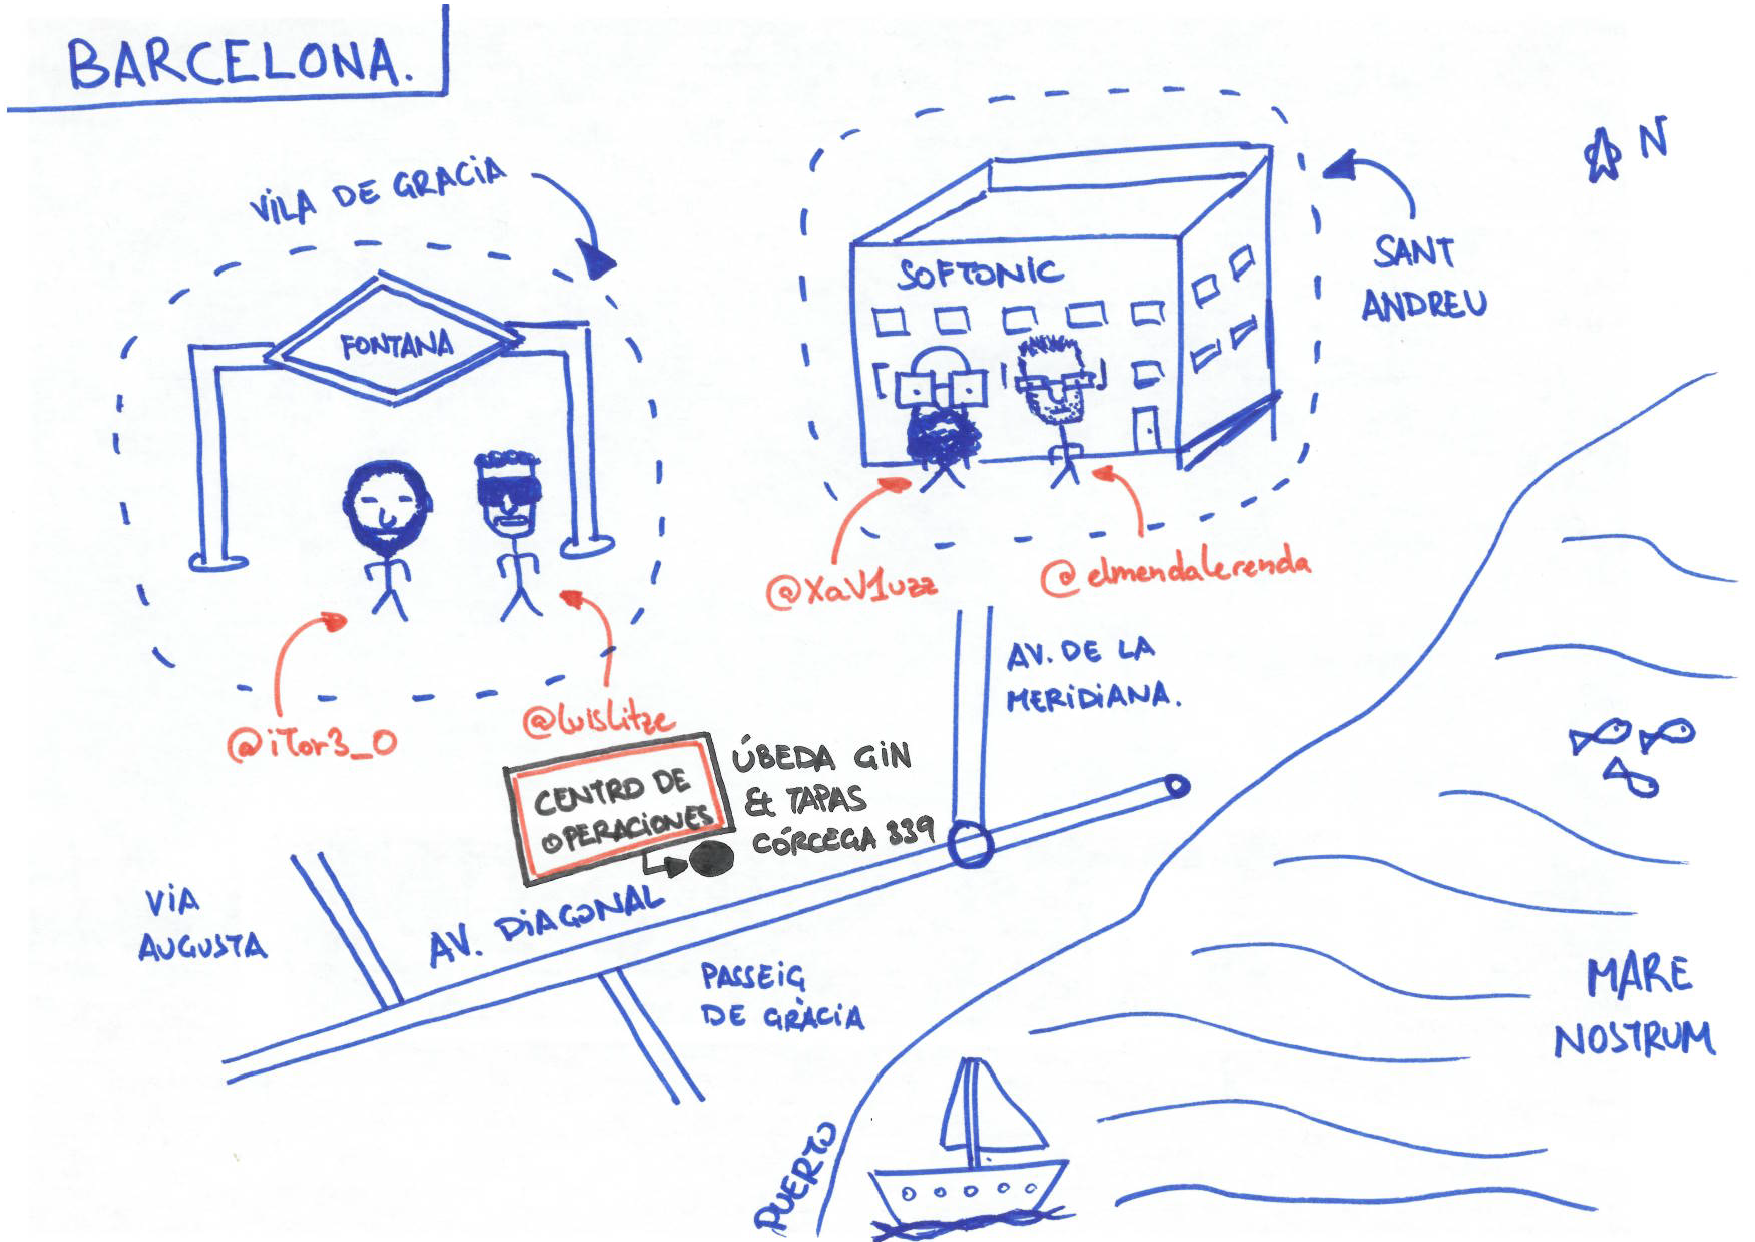 BARCELONA.
VILA DE GRACIA
FONTANA
@iTor3_0
@luislitze
SOFTONIC
SANT
ANDREU
N
@XaV1uzz
@elmendalerenda
AV. DE LA
MERIDIANA.
CENTRO DE
OPERACIONES
ÚBEDA GIN
& TAPAS
CÓRCEGA 339
VIA
AUGUSTA
AV. DIAGONAL
PASSEIG
DE GRÀCIA
MARE
NOSTRUM
PUERTO